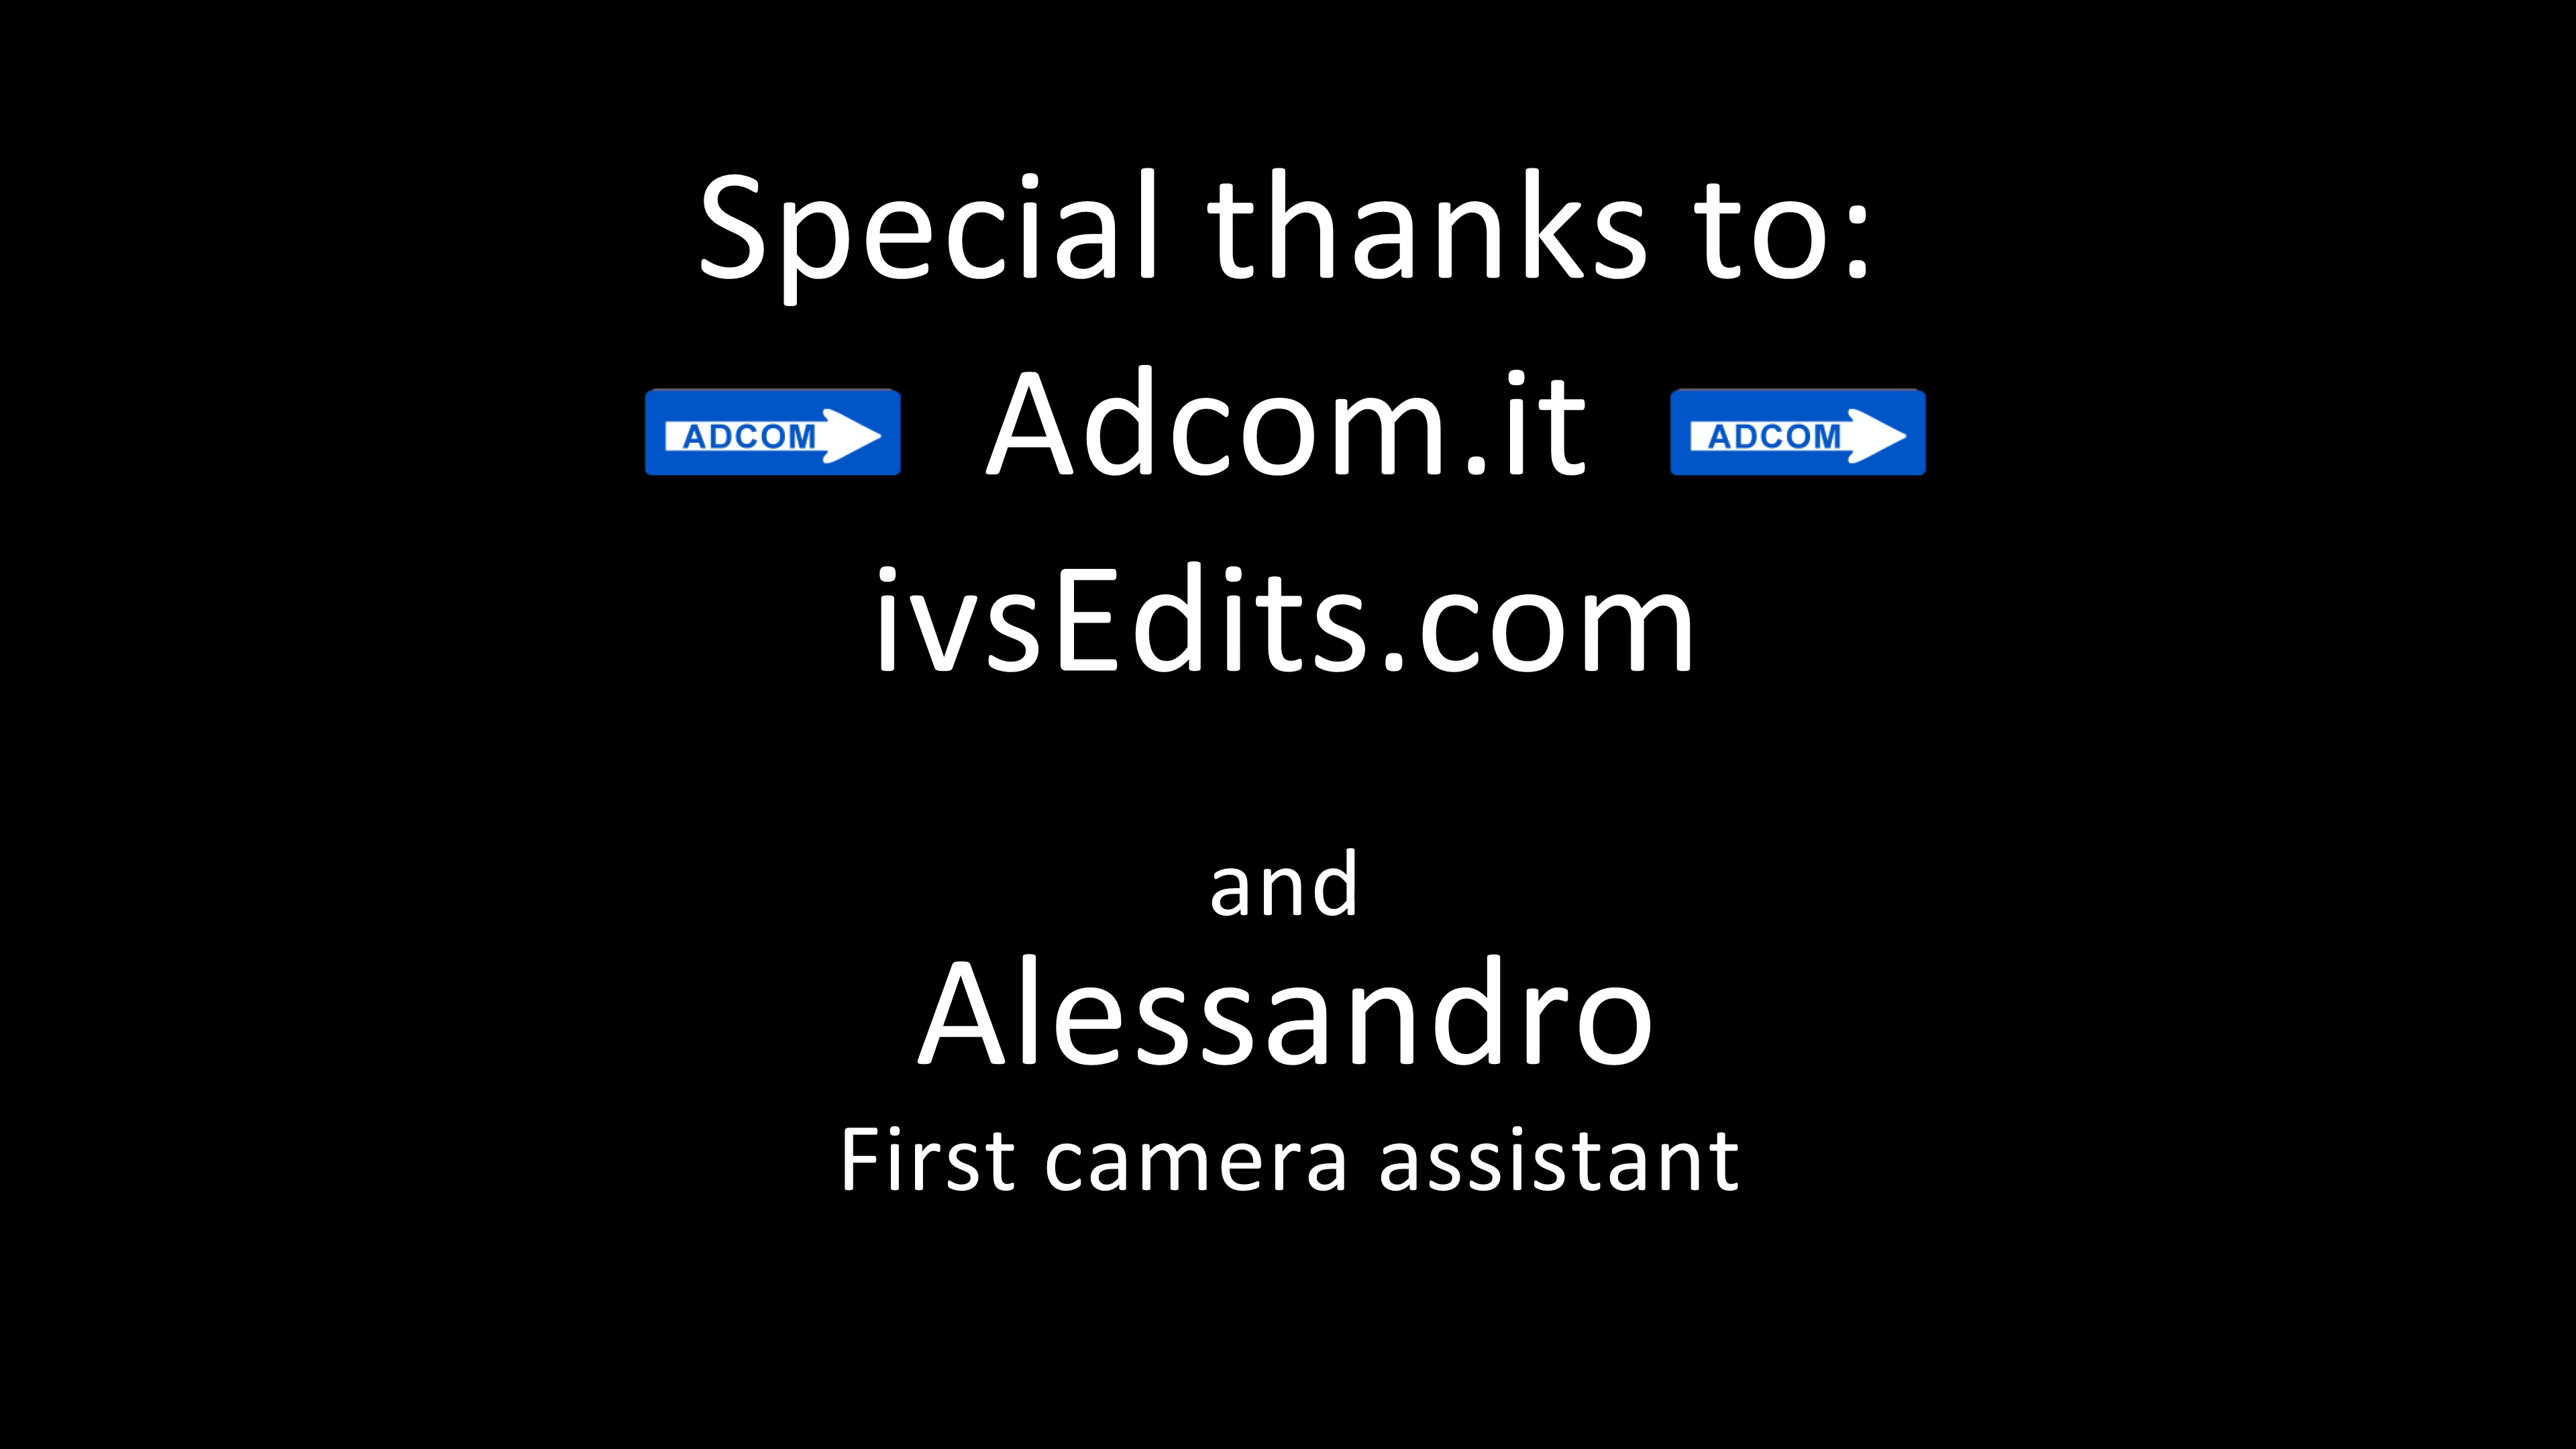 Special thanks to:
ADCOM Adcom.it ADCOM
ivsEdits.com
and
Alessandro
First camera assistant